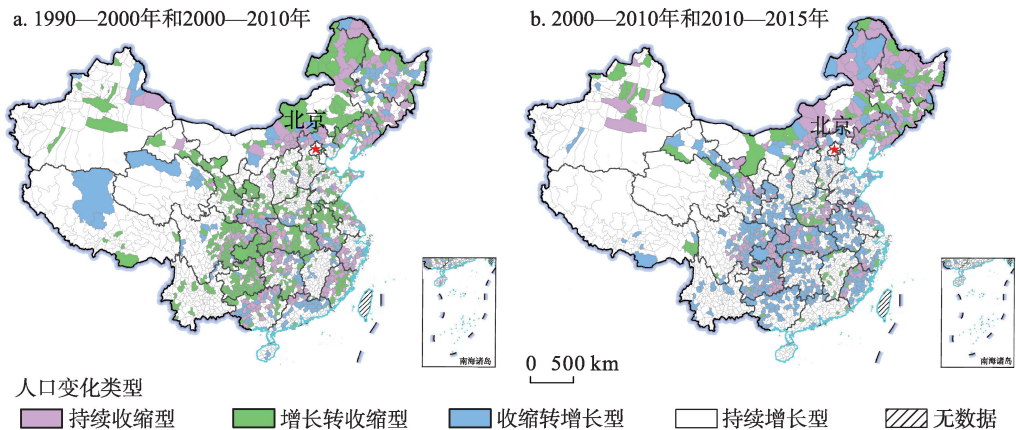 a. 1990—2000年和2000—2010年
b. 2000—2010年和2010—2015年
北京
北京
南海诸岛
南海诸岛
0 500 km
人口变化类型
持续收缩型
增长转收缩型
收缩转增长型
持续增长型
无数据